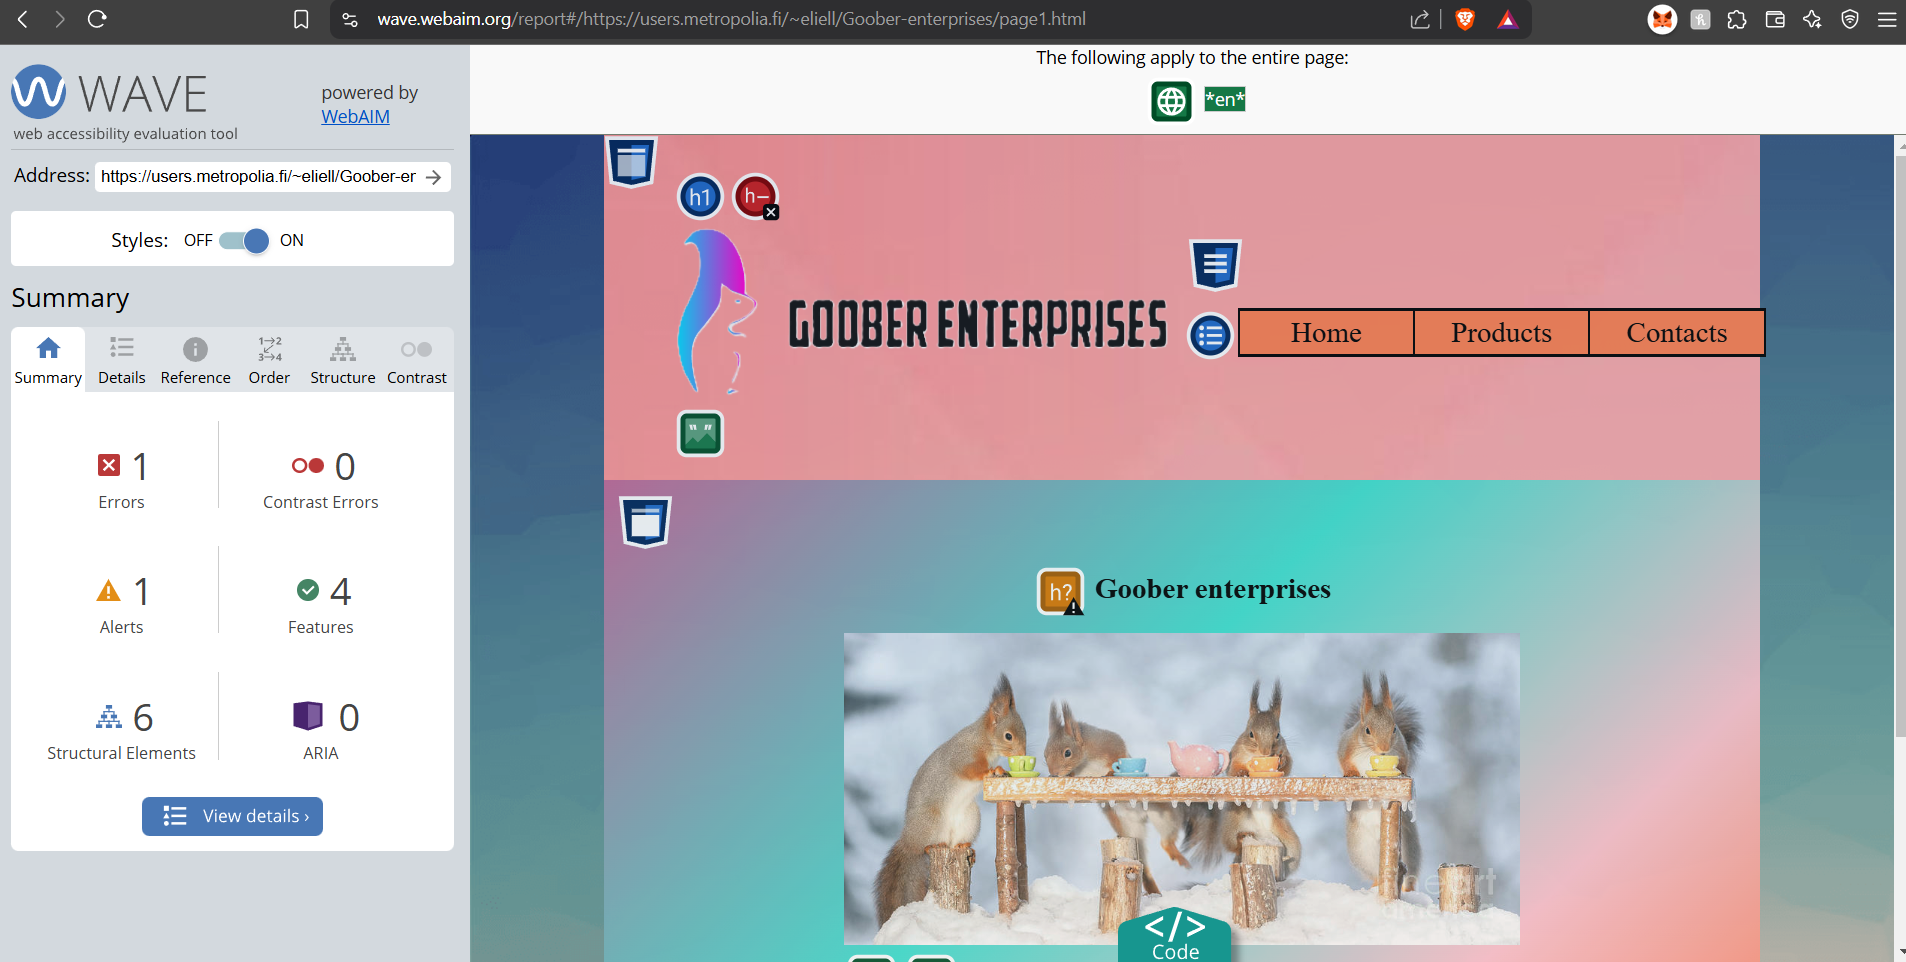 wave.webaim.org/report#/https://users.metropolia.fi/~eliell/Goober-enterprises/page1.html
WAVE
powered by
WebAIM
web accessibility evaluation tool
Address: https://users.metropolia.fi/~eliell/Goober-er
Styles: OFF ON
Summary
Summary Details Reference Order Structure Contrast
1
Errors
0
Contrast Errors
1
Alerts
4
Features
6
Structural Elements
0
ARIA
View details ›
The following apply to the entire page:
*en*
h1 h–
GOOBER ENTERPRISES
Home Products Contacts
h? Goober enterprises
</> 
Code